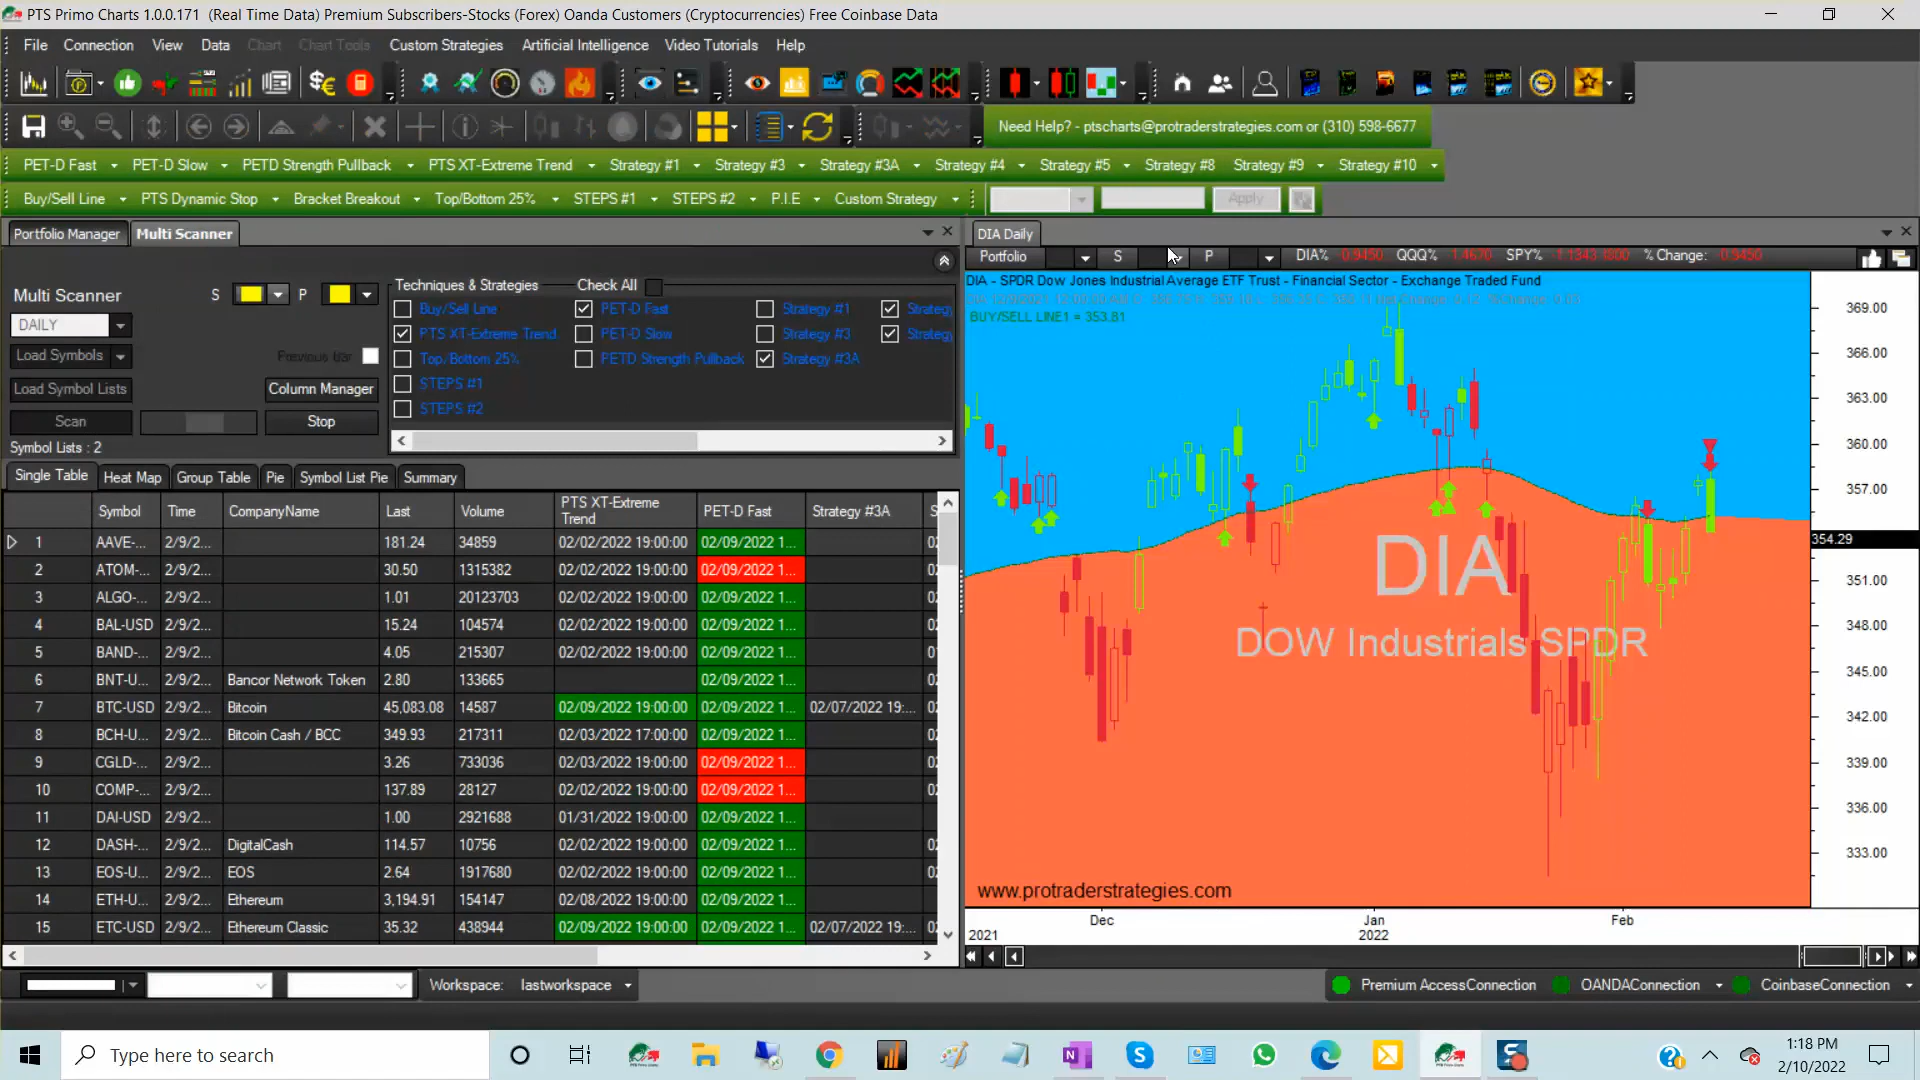 PTS Primo Charts 1.0.0.171 (Real Time Data) Premium Subscribers-Stocks (Forex) Oanda Customers (Cryptocurrencies) Free Coinbase Data
File Connection View Data Chart Chart Tools Custom Strategies Artificial Intelligence Video Tutorials Help
Need Help? - ptscharts@protraderstrategies.com or (310) 598-6677
PET-D Fast PET-D Slow PETD Strength Pullback PTS XT-Extreme Trend Strategy #1 Strategy #3 Strategy #3A Strategy #4 Strategy #5 Strategy #8 Strategy #9 Strategy #10
Buy/Sell Line PTS Dynamic Stop Bracket Breakout Top/Bottom 25% STEPS #1 STEPS #2 P.I.E Custom Strategy Apply
Portfolio Manager Multi Scanner
Multi Scanner S P
DAILY
Load Symbols Previous Bar
Load Symbol Lists Column Manager
Scan Stop
Symbol Lists : 2
Techniques & Strategies Check All
Buy/Sell Line PET-D Fast Strategy #1 Strateg
PTS XT-Extreme Trend PET-D Slow Strategy #3 Strateg
Top/Bottom 25% PETD Strength Pullback Strategy #3A
STEPS #1
STEPS #2
Single Table Heat Map Group Table Pie Symbol List Pie Summary
Symbol Time CompanyName Last Volume PTS XT-Extreme Trend PET-D Fast Strategy #3A S
1 AAVE-... 2/9/2... 181.24 34859 02/02/2022 19:00:00 02/09/2022 1...
2 ATOM-... 2/9/2... 30.50 1315382 02/02/2022 19:00:00 02/09/2022 1...
3 ALGO-... 2/9/2... 1.01 20123703 02/02/2022 19:00:00 02/09/2022 1...
4 BAL-USD 2/9/2... 15.24 104574 02/02/2022 19:00:00 02/09/2022 1...
5 BAND-... 2/9/2... 4.05 215307 02/02/2022 19:00:00 02/09/2022 1...
6 BNT-U... 2/9/2... Bancor Network Token 2.80 133665 02/09/2022 1...
7 BTC-USD 2/9/2... Bitcoin 45,083.08 14587 02/09/2022 19:00:00 02/09/2022 1... 02/07/2022 19:...
8 BCH-U... 2/9/2... Bitcoin Cash / BCC 349.93 217311 02/03/2022 17:00:00 02/09/2022 1...
9 CGLD-... 2/9/2... 3.26 733036 02/03/2022 19:00:00 02/09/2022 1...
10 COMP-... 2/9/2... 137.89 28127 02/02/2022 19:00:00 02/09/2022 1...
11 DAI-USD 2/9/2... 1.00 2921688 01/31/2022 19:00:00 02/09/2022 1...
12 DASH-... 2/9/2... DigitalCash 114.57 10756 02/02/2022 19:00:00 02/09/2022 1...
13 EOS-U... 2/9/2... EOS 2.64 1917680 02/02/2022 19:00:00 02/09/2022 1...
14 ETH-U... 2/9/2... Ethereum 3,194.91 154147 02/08/2022 19:00:00 02/09/2022 1...
15 ETC-USD 2/9/2... Ethereum Classic 35.32 438944 02/09/2022 19:00:00 02/09/2022 1... 02/07/2022 19:...
DIA Daily
Portfolio S P DIA% QQQ% SPY% % Change:
DIA - SPDR Dow Jones Industrial Average ETF Trust - Financial Sector - Exchange Traded Fund
BUY/SELL LINE1 = 353.81
DIA
DOW Industrials SPDR
www.protraderstrategies.com
369.00
366.00
363.00
360.00
357.00
354.29
351.00
348.00
345.00
342.00
339.00
336.00
333.00
Dec Jan Feb
2021 2022
Workspace: lastworkspace Premium AccessConnection OANDAConnection CoinbaseConnection
Type here to search
1:18 PM
2/10/2022